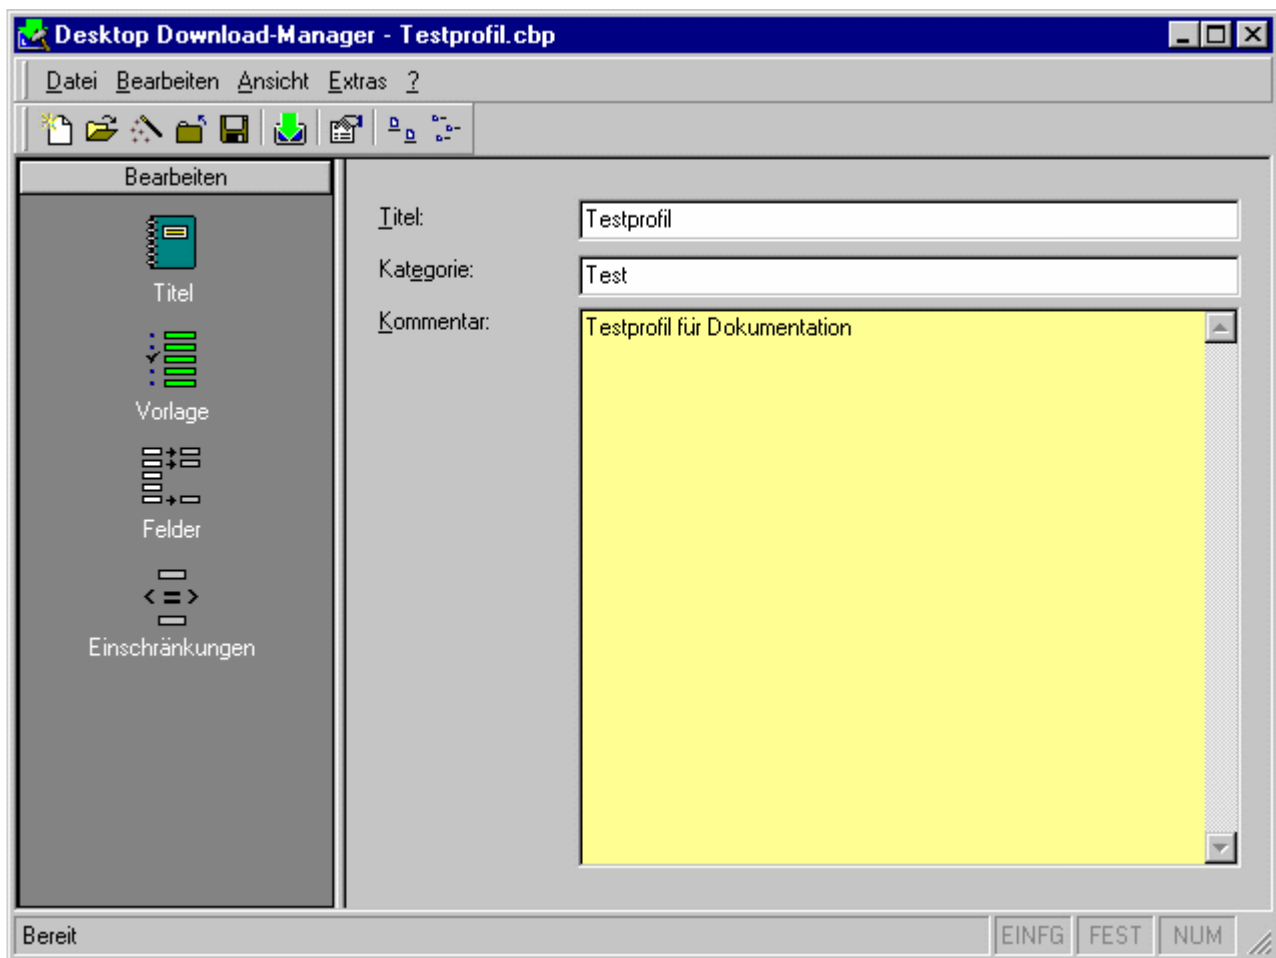 Desktop Download-Manager - Testprofil.cbp
Datei Bearbeiten Ansicht Extras ?
Bearbeiten
Titel
Vorlage
Felder
Einschränkungen
Titel: Testprofil
Kategorie: Test
Kommentar: Testprofil für Dokumentation
Bereit EINFG FEST NUM